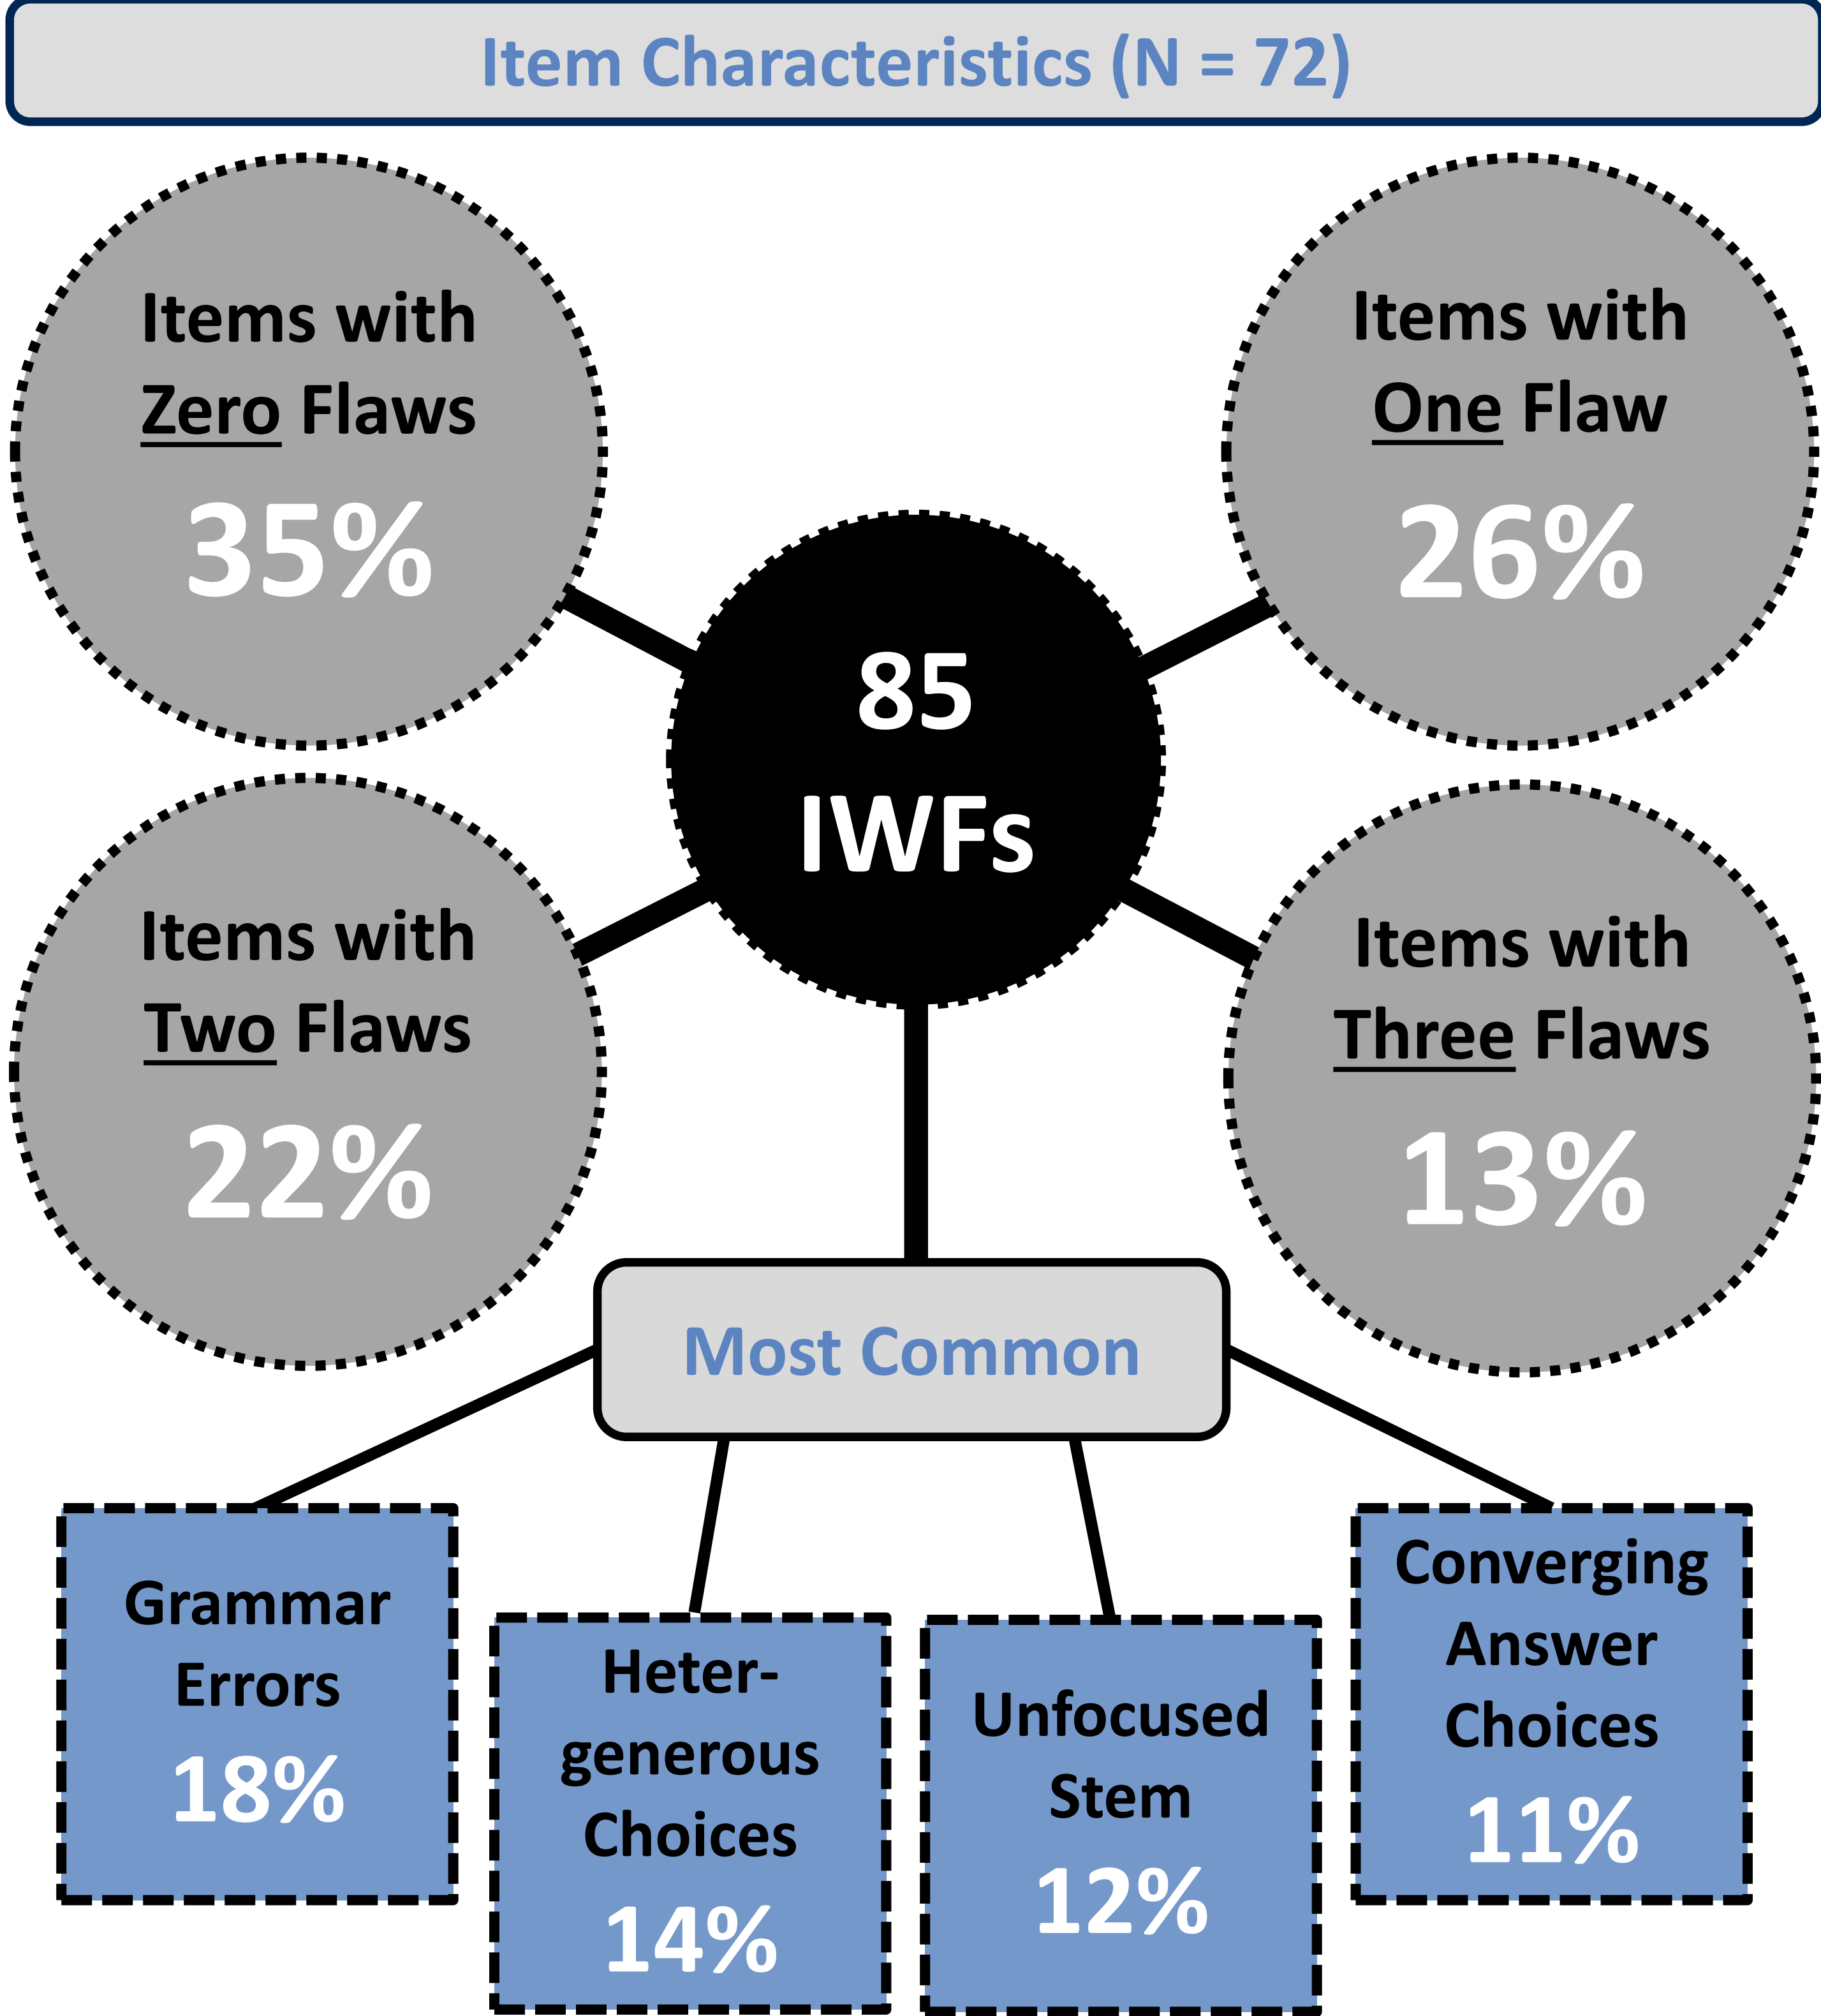 Item Characteristics (N = 72)
Items with
Zero Flaws
35%
Items with
One Flaw
26%
85
IWFs
Items with
Two Flaws
22%
Items with
Three Flaws
13%
Most Common
Grammar
Errors
18%
Heter-
generous
Choices
14%
Unfocused
Stem
12%
Converging
Answer
Choices
11%